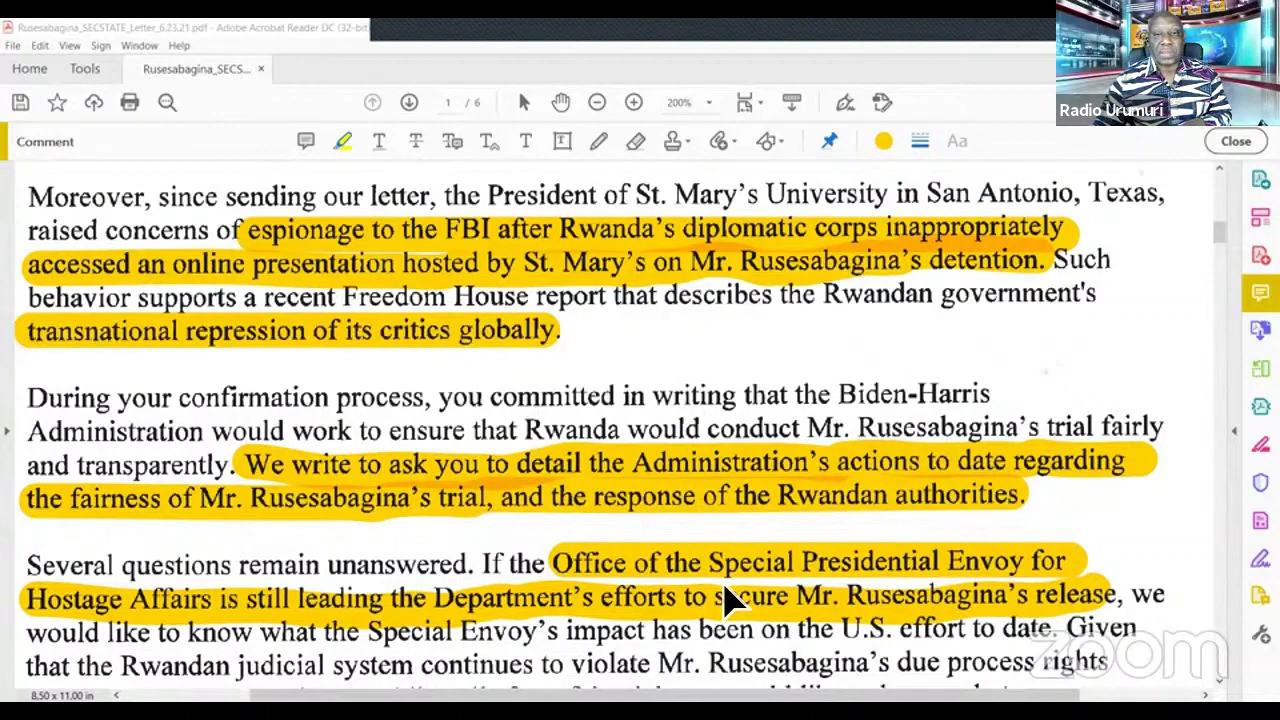 Rusesabagina_SECSTATE_Letter_6.23.21.pdf - Adobe Acrobat Reader DC (32-bit
File Edit View Sign Window Help
Home Tools Rusesabagina_SECS... ×
1 / 6 200%
Radio Urumuri
Comment
Close
Moreover, since sending our letter, the President of St. Mary's University in San Antonio, Texas,
raised concerns of espionage to the FBI after Rwanda's diplomatic corps inappropriately
accessed an online presentation hosted by St. Mary's on Mr. Rusesabagina's detention. Such
behavior supports a recent Freedom House report that describes the Rwandan government's
transnational repression of its critics globally.
During your confirmation process, you committed in writing that the Biden-Harris
Administration would work to ensure that Rwanda would conduct Mr. Rusesabagina's trial fairly
and transparently. We write to ask you to detail the Administration's actions to date regarding
the fairness of Mr. Rusesabagina's trial, and the response of the Rwandan authorities.
Several questions remain unanswered. If the Office of the Special Presidential Envoy for
Hostage Affairs is still leading the Department's efforts to secure Mr. Rusesabagina's release, we
would like to know what the Special Envoy's impact has been on the U.S. effort to date. Given
that the Rwandan judicial system continues to violate Mr. Rusesabagina's due process rights
zoom
8.50 x 11.00 in